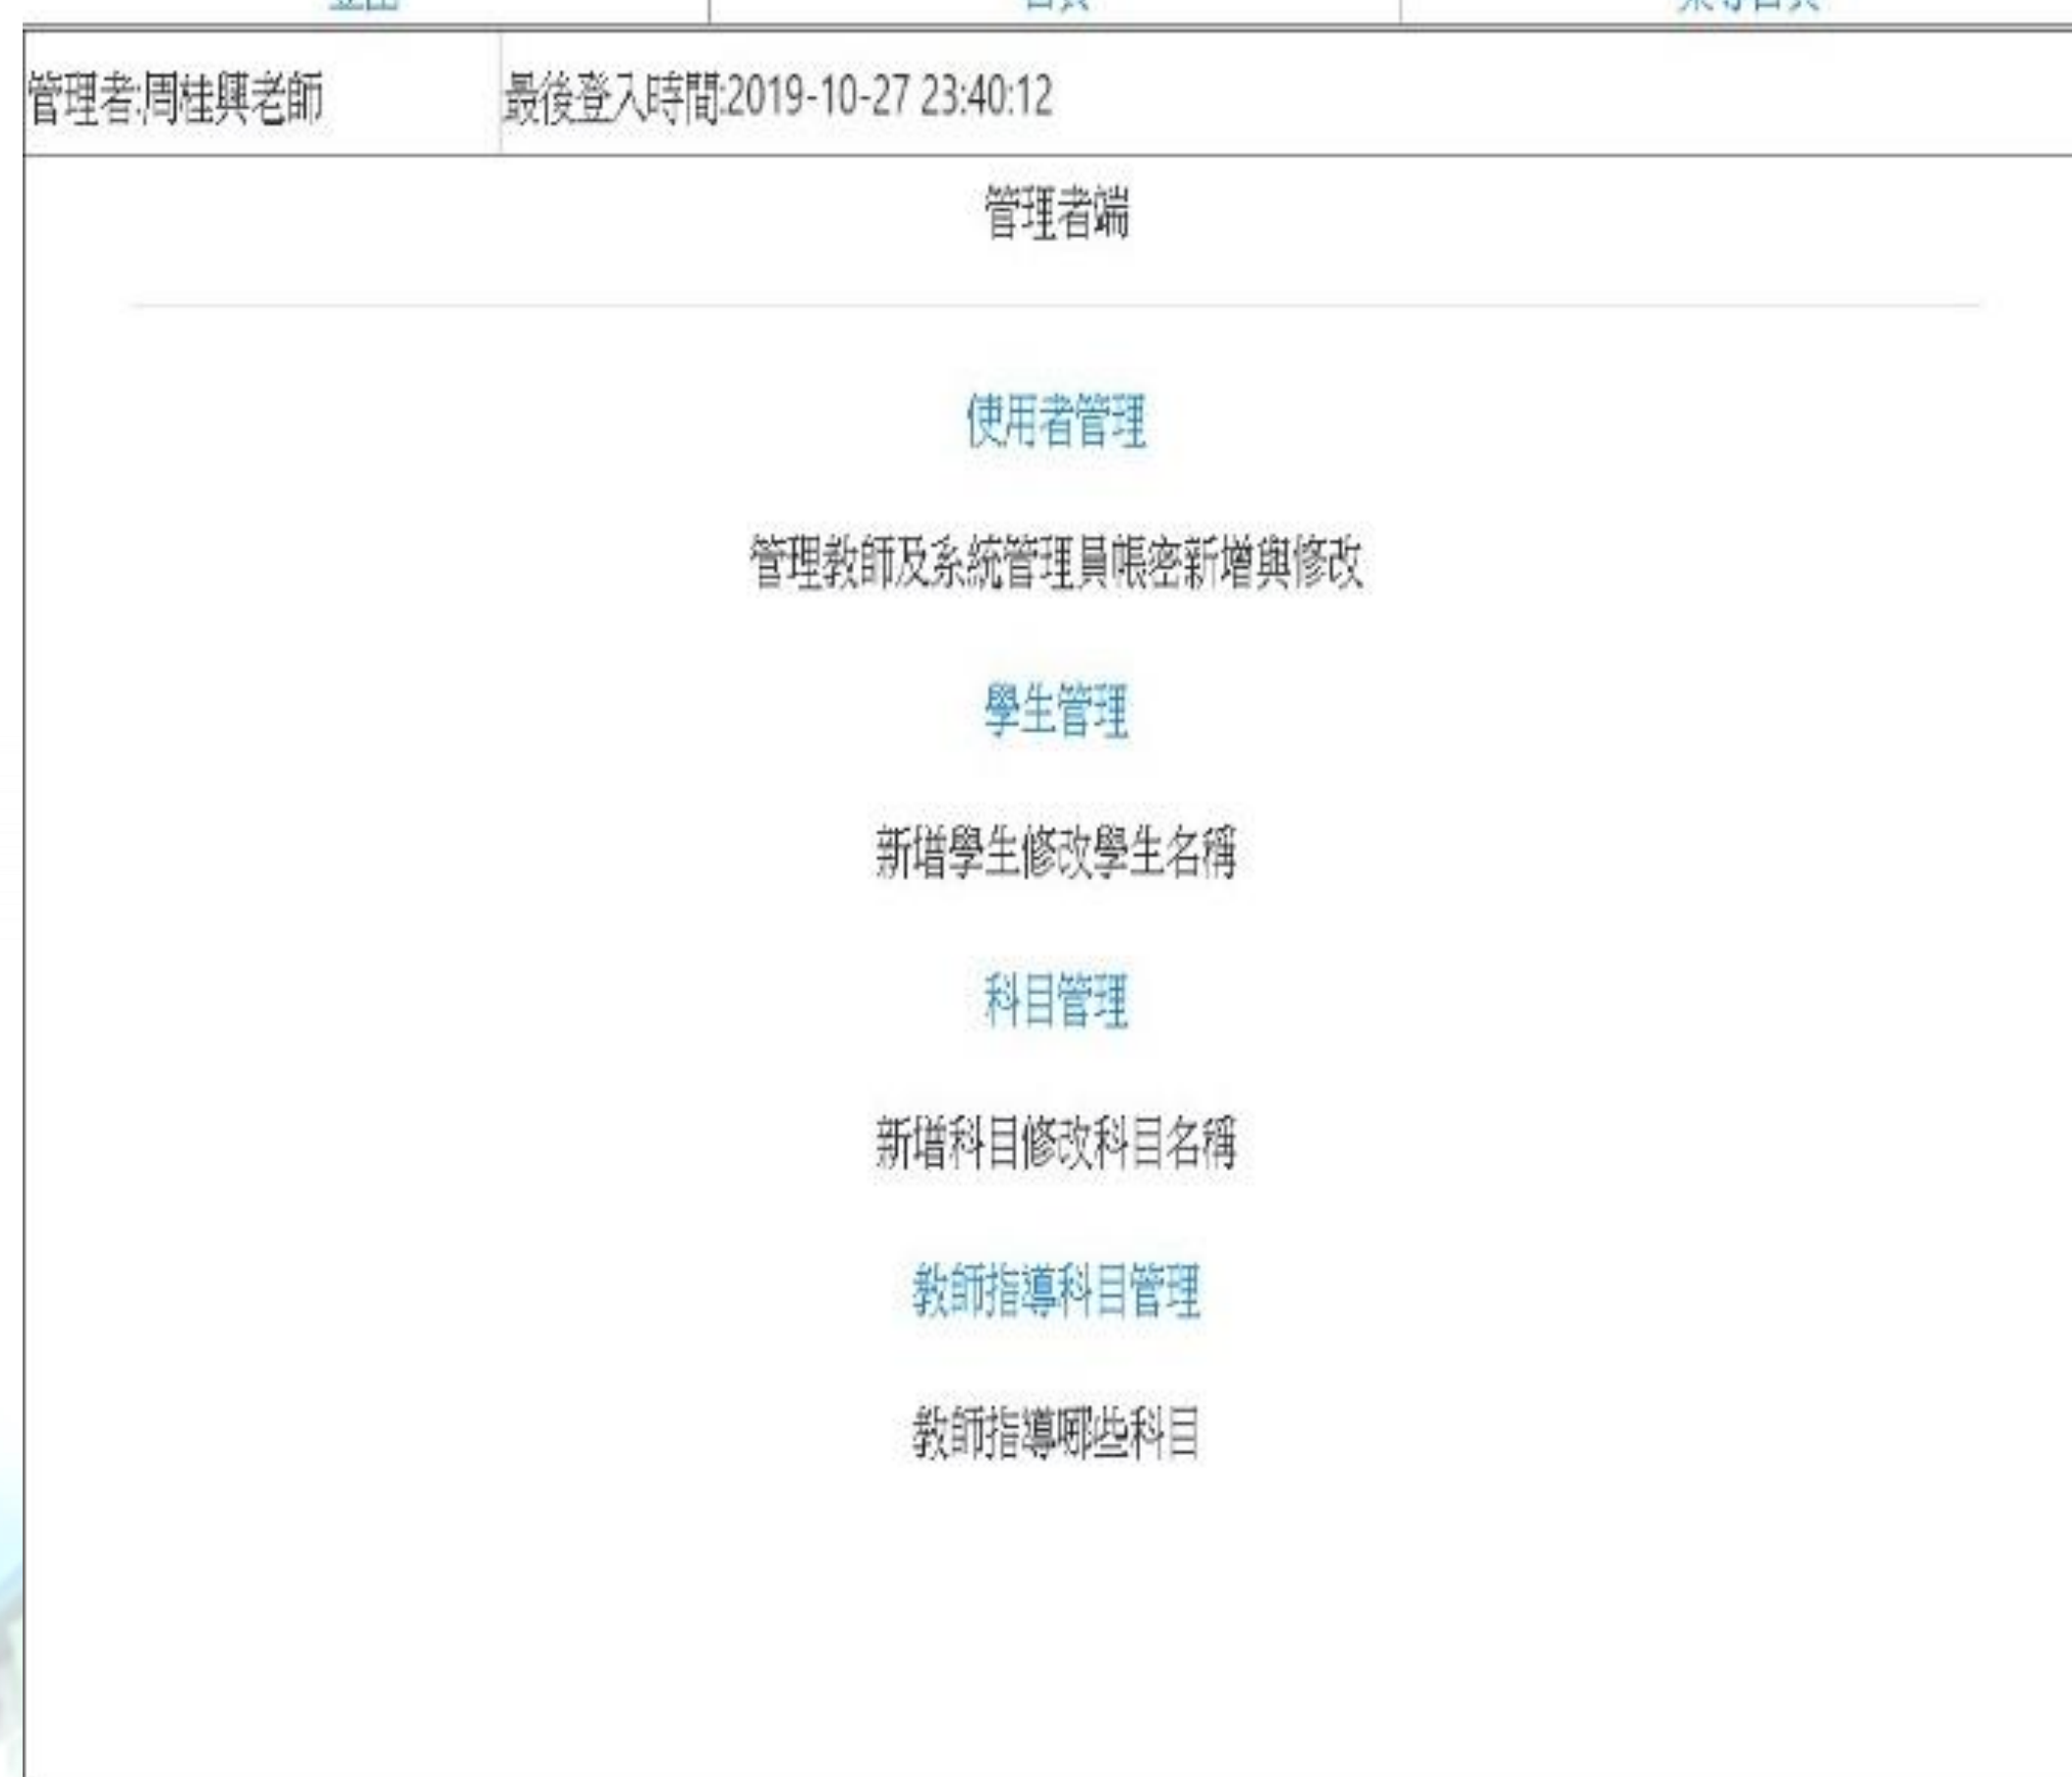 管理者:周桂興老師 最後登入時間:2019-10-27 23:40:12
管理者端
使用者管理
管理教師及系統管理員帳密新增與修改
學生管理
新增學生修改學生名稱
科目管理
新增科目修改科目名稱
教師指導科目管理
教師指導哪些科目